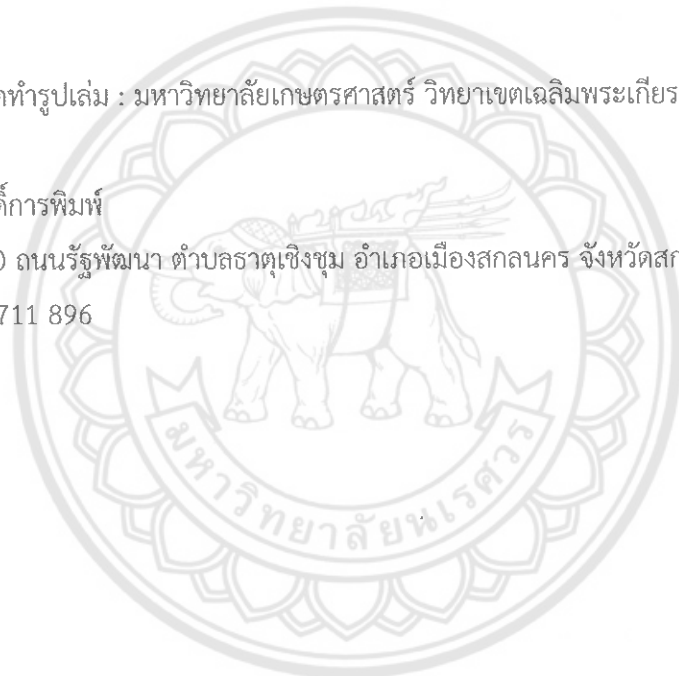 ทำรูปเล่ม : มหาวิทยาลัยเกษตรศาสตร์ วิทยาเขตเฉลิมพระเกียร
การพิมพ์
ถนนรัฐพัฒนา ตำบลธาตุเชิงชุม อำเภอเมืองสกลนคร จังหวัดสก
711 896
มหาวิทยาลัยนเรศวร